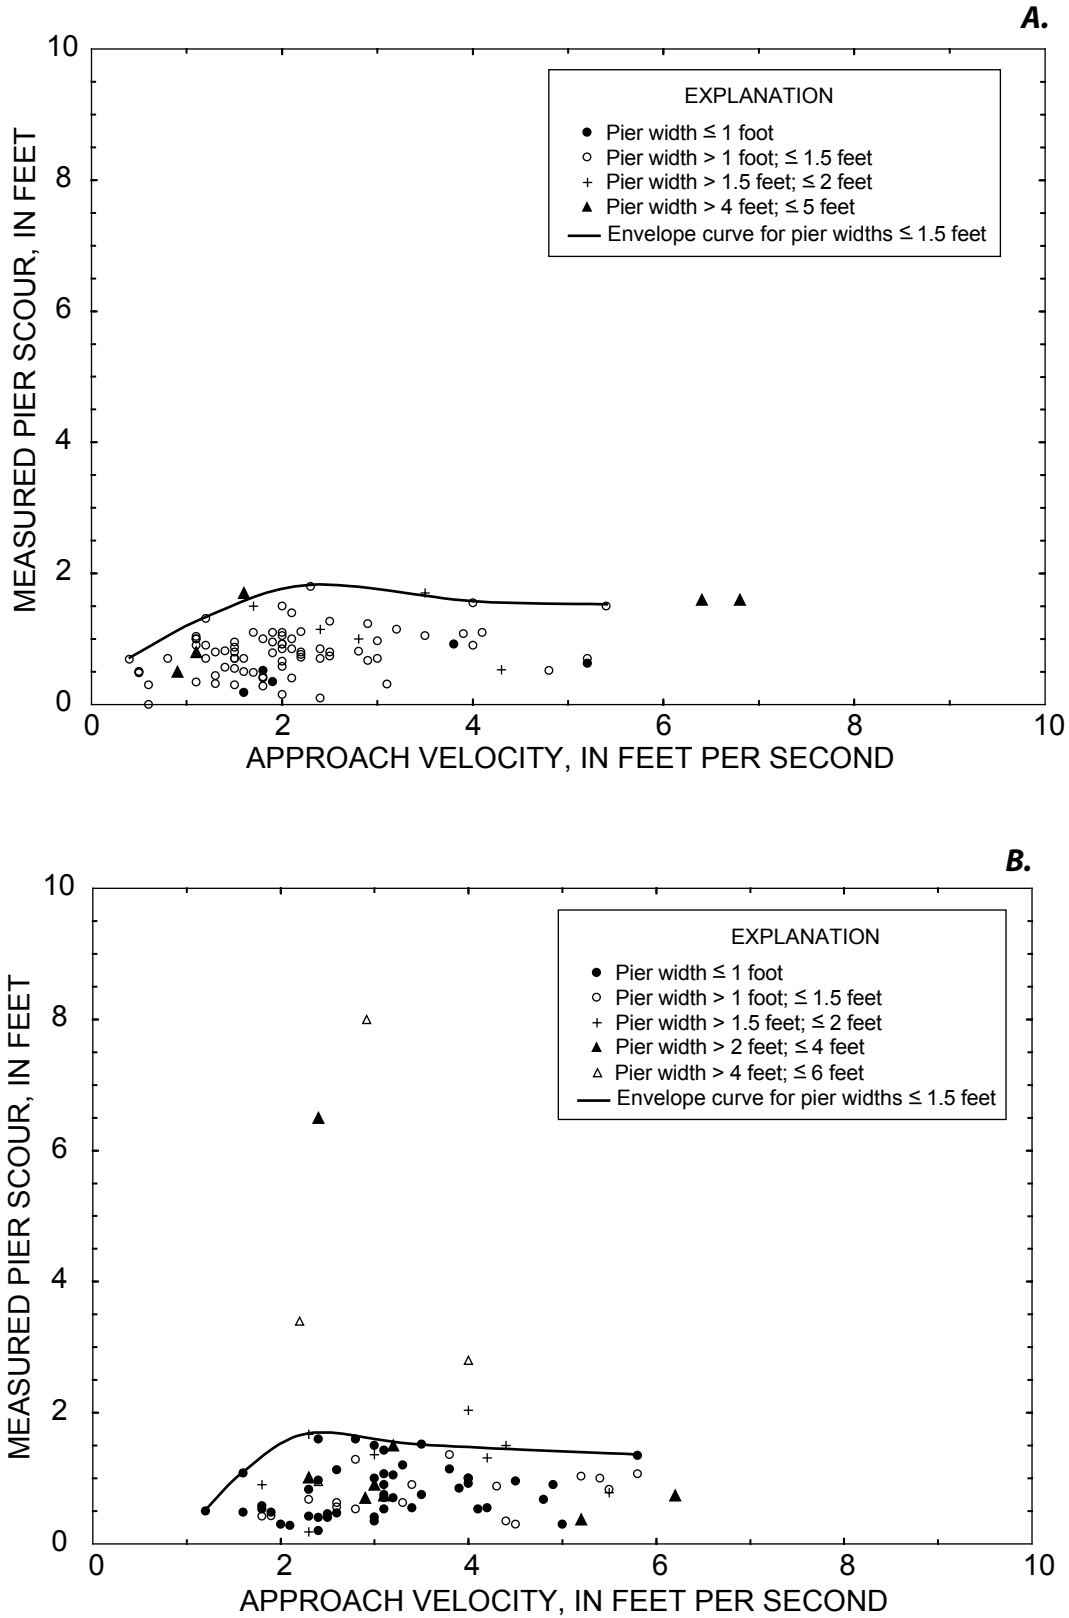 A.
10
8
6
4
2
0
MEASURED PIER SCOUR, IN FEET
EXPLANATION
Pier width ≤ 1 foot
Pier width > 1 foot; ≤ 1.5 feet
Pier width > 1.5 feet; ≤ 2 feet
Pier width > 4 feet; ≤ 5 feet
Envelope curve for pier widths ≤ 1.5 feet
0 2 4 6 8 10
APPROACH VELOCITY, IN FEET PER SECOND
B.
10
8
6
4
2
0
MEASURED PIER SCOUR, IN FEET
EXPLANATION
Pier width ≤ 1 foot
Pier width > 1 foot; ≤ 1.5 feet
Pier width > 1.5 feet; ≤ 2 feet
Pier width > 2 feet; ≤ 4 feet
Pier width > 4 feet; ≤ 6 feet
Envelope curve for pier widths ≤ 1.5 feet
0 2 4 6 8 10
APPROACH VELOCITY, IN FEET PER SECOND